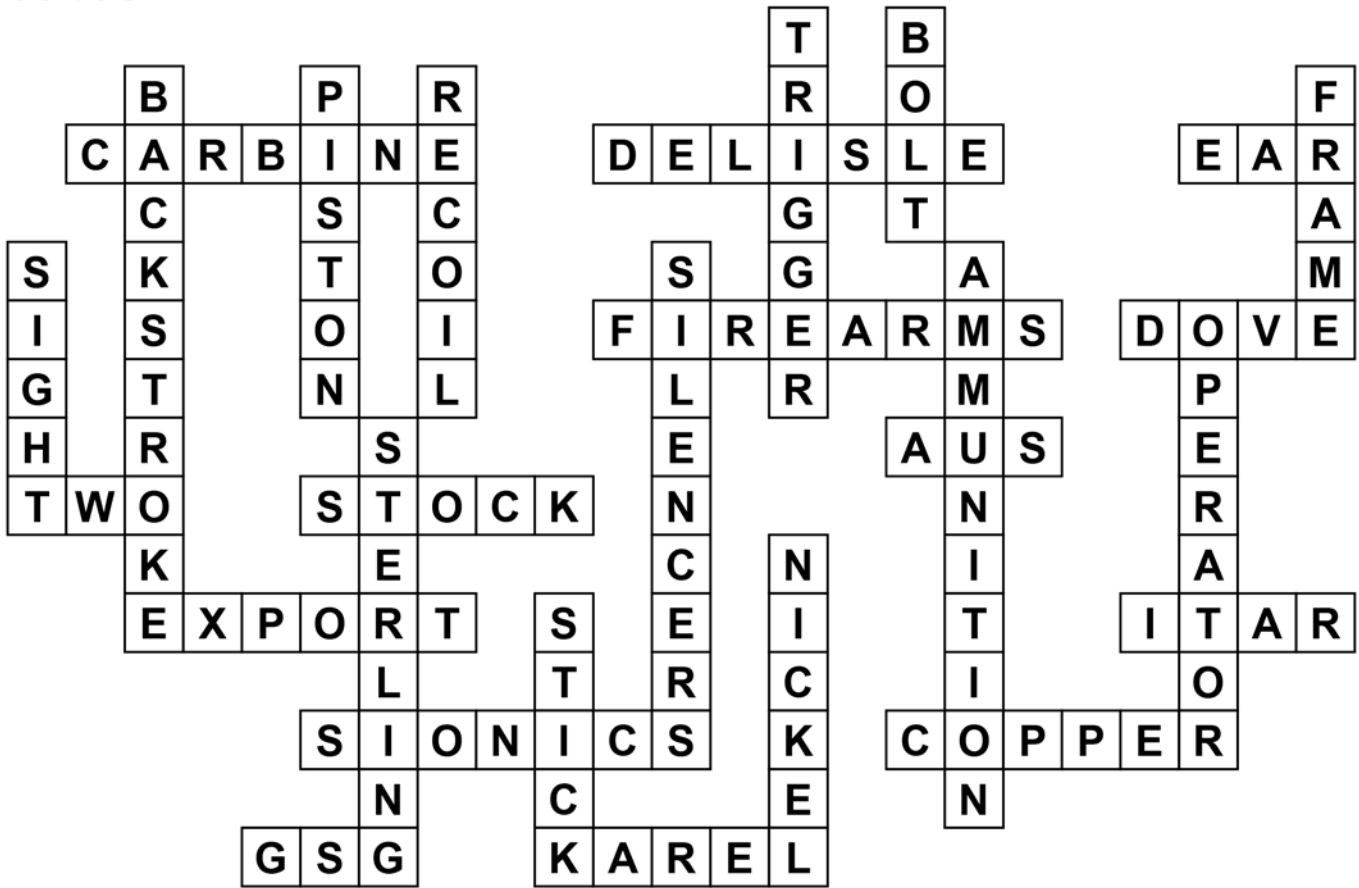 T B
B P R R O F
CARBINE DELISLE EAR
C S C G T A
S K T O S G A M
I S O I FIREARMS DOVE
G T N L L R M P
H R S E AUS E
TWO STOCK N N R
K E C N I A
EXPORT S E I T ITAR
L T R C I O
SIONICS K COPPER
N C E N
GSG KAREL